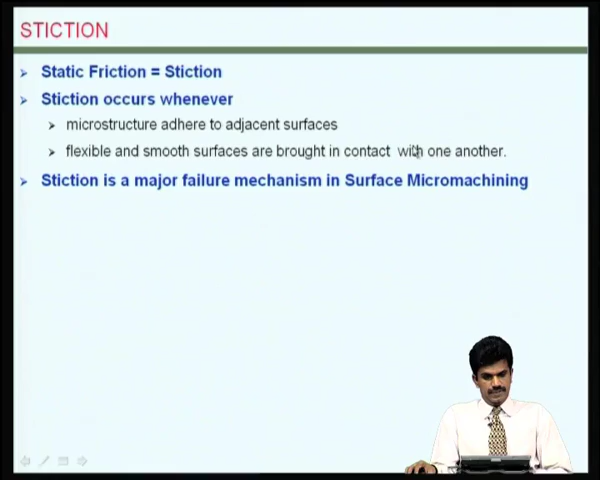 STICTION
Static Friction = Stiction
Stiction occurs whenever
microstructure adhere to adjacent surfaces
flexible and smooth surfaces are brought in contact with one another.
Stiction is a major failure mechanism in Surface Micromachining